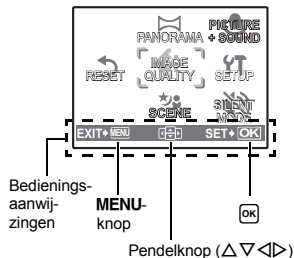 PANORAMA
PICTURE
+ SOUND
RESET
IMAGE
QUALITY
SETUP
SCENE
SILENT
MODE
EXIT MENU SET OK
Bedienings-
aanwij-
zingen
MENU-
knop
OK
Pendelknop (△▽◁▷)